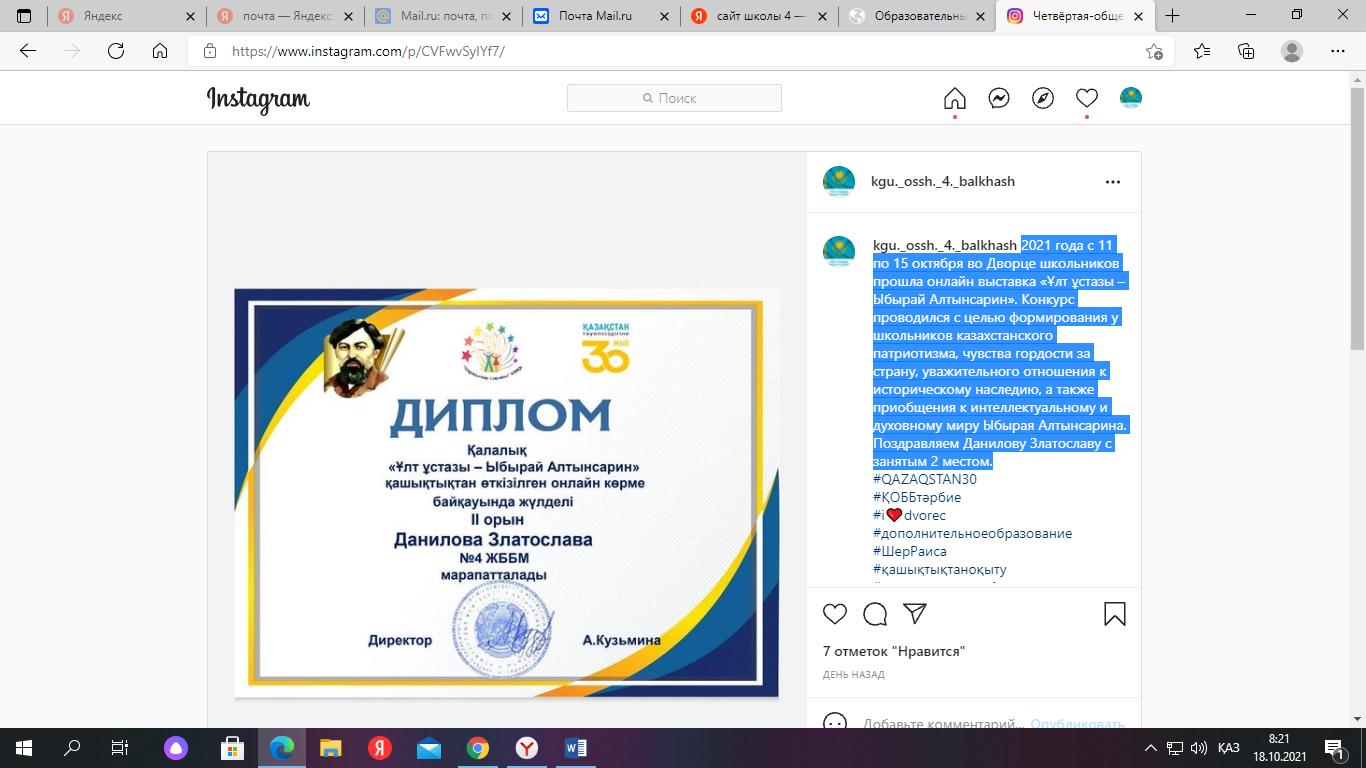 Яндекс
почта — Яндекс
Mail.ru: почта, по
Почта Mail.ru
сайт школы 4 —
Образовательны
Четвёртая-обще
https://www.instagram.com/p/CVFwvSylYf7/
Instagram
Поиск
kgu._ossh._4._balkhash
kgu._ossh._4._balkhash 2021 года с 11
по 15 октября во Дворце школьников
прошла онлайн выставка «Ұлт ұстазы –
Ыбырай Алтынсарин». Конкурс
проводился с целью формирования у
школьников казахстанского
патриотизма, чувства гордости за
страну, уважительного отношения к
историческому наследию, а также
приобщения к интеллектуальному и
духовному миру Ыбырая Алтынсарина.
Поздравляем Данилову Златославу с
занятым 2 местом.
#QAZAQSTAN30
#ҚОББтәрбие
#i❤️dvorec
#дополнительноеобразование
#ШерРаиса
#қашықтықтаноқыту
ҚАЗАҚСТАН
ТӘУЕЛСІЗДІГІНЕ
30 ЖЫЛ
ДИПЛОМ
Қалалық
«Ұлт ұстазы – Ыбырай Алтынсарин»
қашықтықтан өткізілген онлайн көрме
байқауында жүлделі
II орын
Данилова Златослава
№4 ЖББМ
марапатталады
Директор
А.Кузьмина
7 отметок "Нравится"
ДЕНЬ НАЗАД
Добавьте комментарий...
Опубликовать
ҚАЗ
8:21
18.10.2021
1